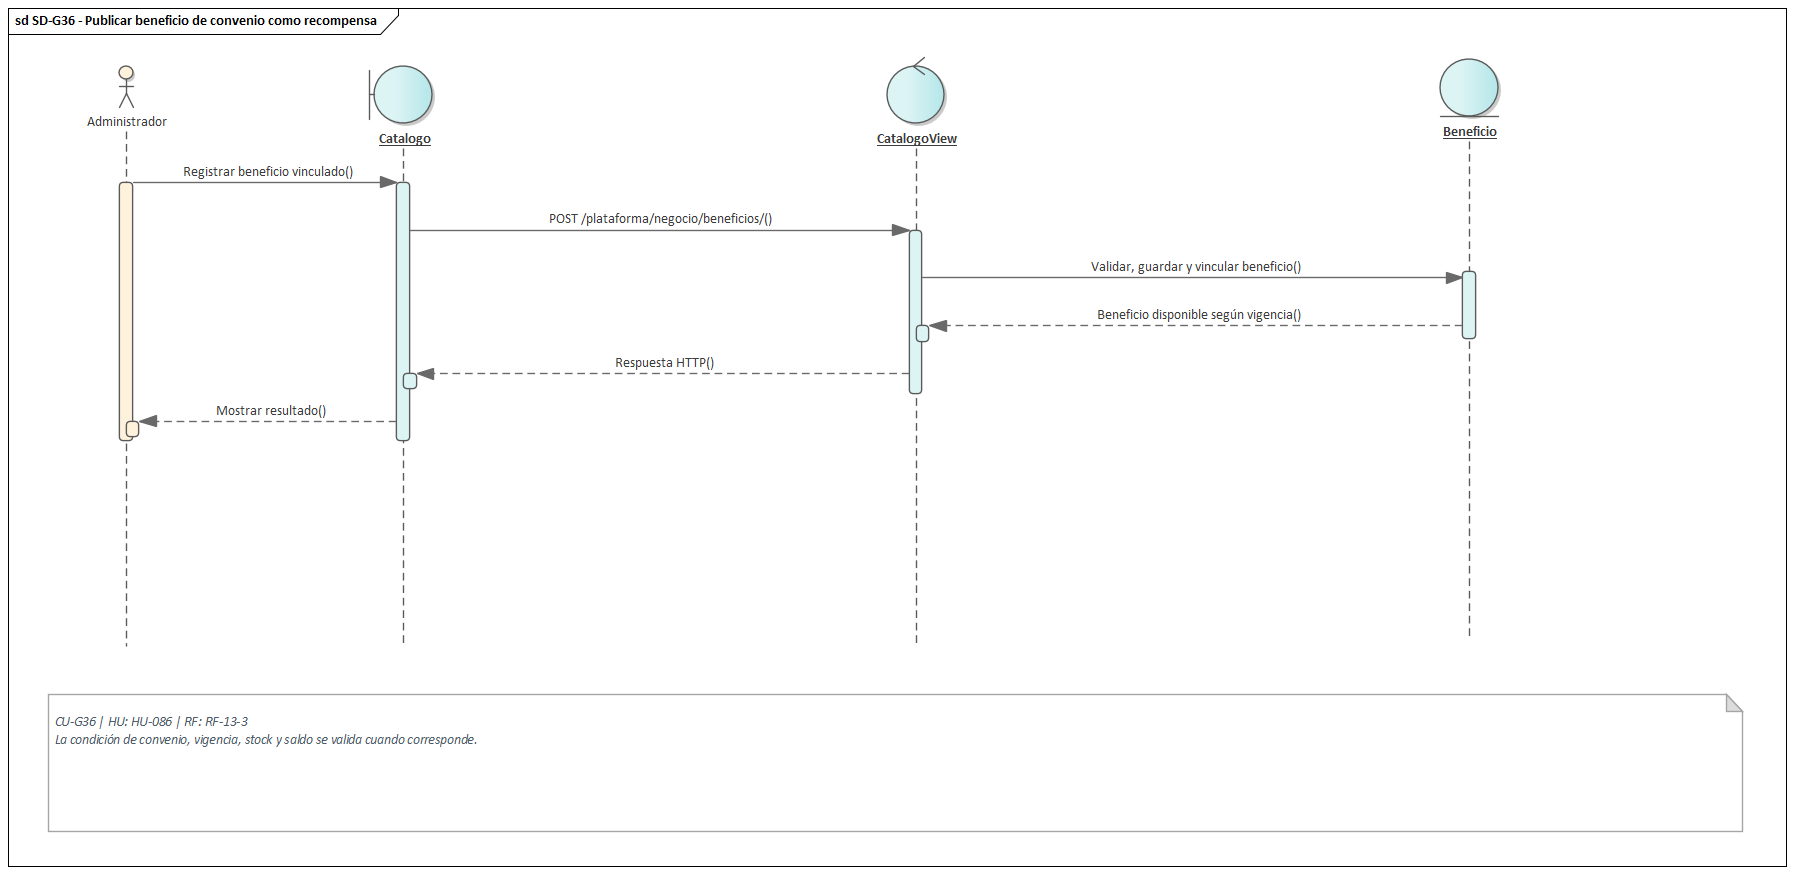 sd SD-G36 - Publicar beneficio de convenio como recompensa
Administrador
Catalogo
CatalogoView
Beneficio
Registrar beneficio vinculado()
POST /plataforma/negocio/beneficios/()
Validar, guardar y vincular beneficio()
Beneficio disponible según vigencia()
Respuesta HTTP()
Mostrar resultado()
CU-G36 | HU: HU-086 | RF: RF-13-3
La condición de convenio, vigencia, stock y saldo se valida cuando corresponde.